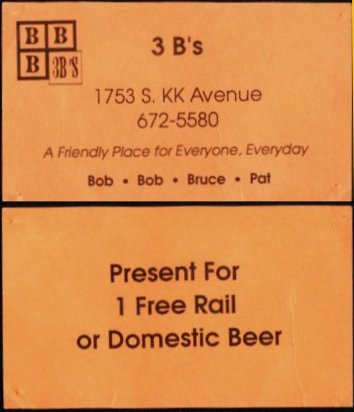 B B
B 3B'S
3 B's
1753 S. KK Avenue
672-5580
A Friendly Place for Everyone, Everyday
Bob • Bob • Bruce • Pat
Present For
1 Free Rail
or Domestic Beer